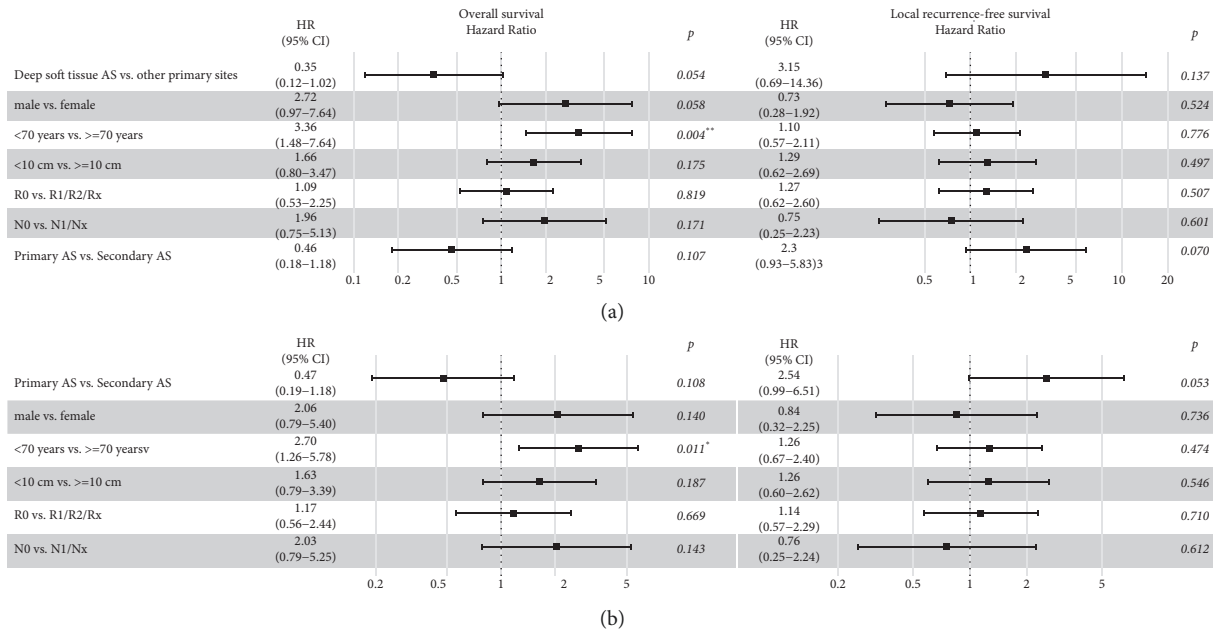 Overall survival
Local recurrence-free survival
HR Hazard Ratio p HR Hazard Ratio p
(95% CI) (95% CI)
Deep soft tissue AS vs. other primary sites 0.35 0.054 3.15 0.137
(0.12−1.02) (0.69−14.36)
male vs. female 2.72 0.058 0.73 0.524
(0.97−7.64) (0.28−1.92)
<70 years vs. >=70 years 3.36 0.004** 1.10 0.776
(1.48−7.64) (0.57−2.11)
<10 cm vs. >=10 cm 1.66 0.175 1.29 0.497
(0.80−3.47) (0.62−2.69)
R0 vs. R1/R2/Rx 1.09 0.819 1.27 0.507
(0.53−2.25) (0.62−2.60)
N0 vs. N1/Nx 1.96 0.171 0.75 0.601
(0.75−5.13) (0.25−2.23)
Primary AS vs. Secondary AS 0.46 0.107 2.3 0.070
(0.18−1.18) (0.93−5.83)3
0.1 0.2 0.5 1 2 5 10 0.5 1 2 5 10 20
(a)
HR p HR p
(95% CI) (95% CI)
Primary AS vs. Secondary AS 0.47 0.108 2.54 0.053
(0.19−1.18) (0.99−6.51)
male vs. female 2.06 0.140 0.84 0.736
(0.79−5.40) (0.32−2.25)
<70 years vs. >=70 yearsv 2.70 0.011* 1.26 0.474
(1.26−5.78) (0.67−2.40)
<10 cm vs. >=10 cm 1.63 0.187 1.26 0.546
(0.79−3.39) (0.60−2.62)
R0 vs. R1/R2/Rx 1.17 0.669 1.14 0.710
(0.56−2.44) (0.57−2.29)
N0 vs. N1/Nx 2.03 0.143 0.76 0.612
(0.79−5.25) (0.25−2.24)
0.2 0.5 1 2 5 0.2 0.5 1 2 5
(b)